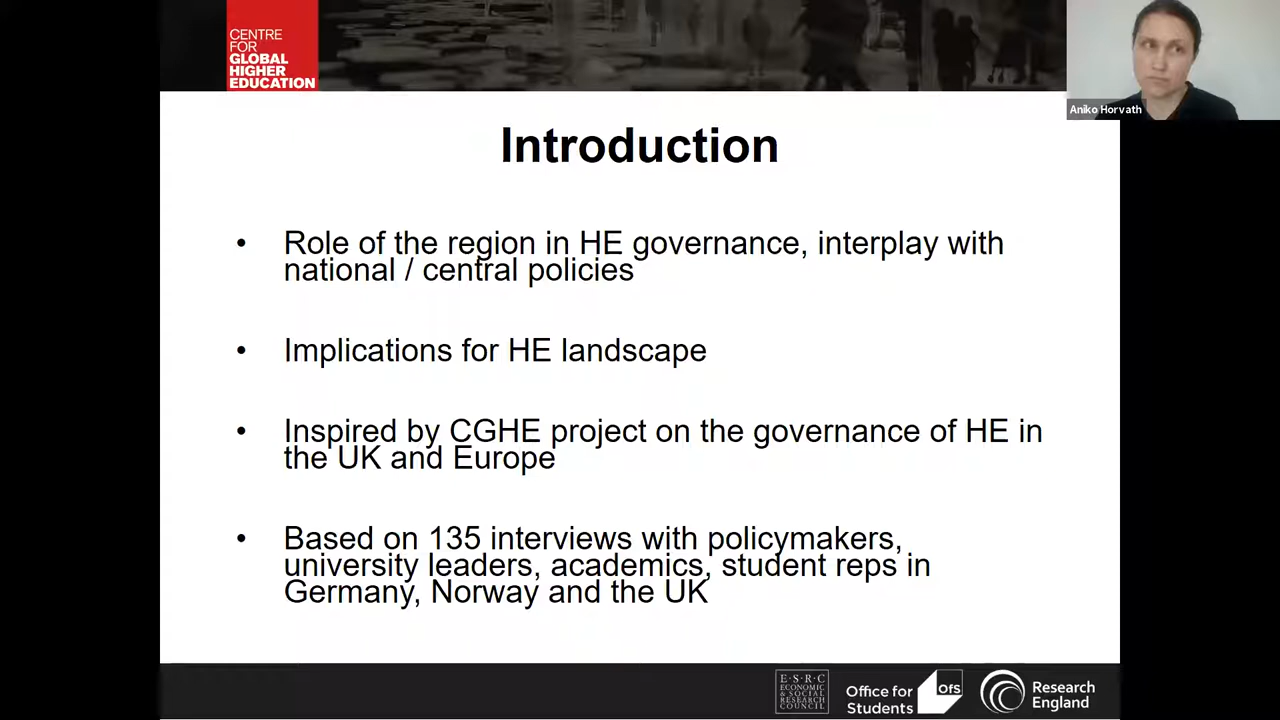 CENTRE
FOR
GLOBAL
HIGHER
EDUCATION
Aniko Horvath
Introduction
• Role of the region in HE governance, interplay with
national / central policies
• Implications for HE landscape
• Inspired by CGHE project on the governance of HE in
the UK and Europe
• Based on 135 interviews with policymakers,
university leaders, academics, student reps in
Germany, Norway and the UK
E·S·R·C
ECONOMIC
& SOCIAL
RESEARCH
COUNCIL
Office for
Students
OfS
Research
England